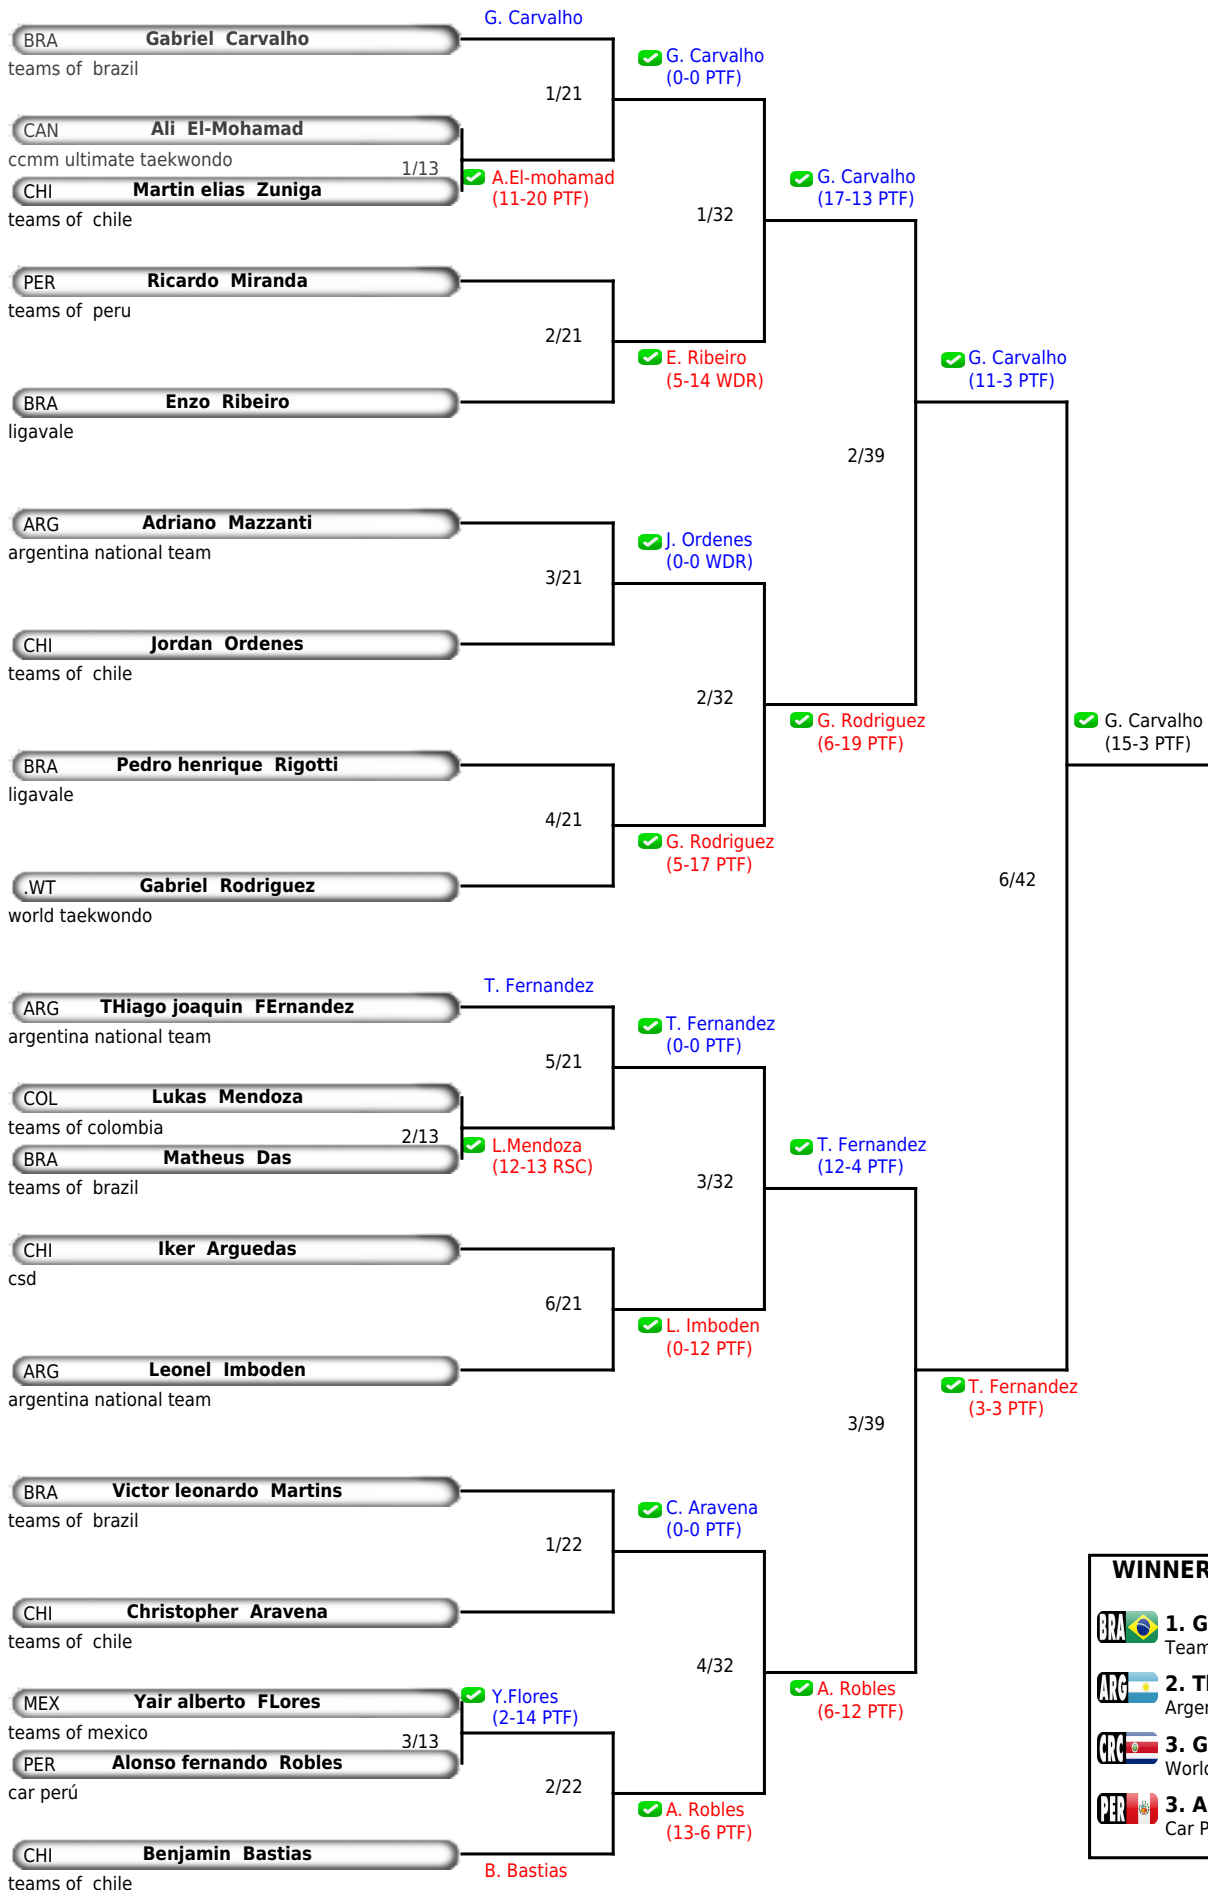 G. Carvalho
BRA Gabriel Carvalho
teams of brazil
G. Carvalho
(0-0 PTF)
1/21
CAN Ali El-Mohamad
ccmm ultimate taekwondo
1/13
A.El-mohamad
(11-20 PTF)
CHI Martin elias Zuniga
teams of chile
G. Carvalho
(17-13 PTF)
1/32
PER Ricardo Miranda
teams of peru
2/21
E. Ribeiro
(5-14 WDR)
G. Carvalho
(11-3 PTF)
BRA Enzo Ribeiro
ligavale
2/39
ARG Adriano Mazzanti
argentina national team
J. Ordenes
(0-0 WDR)
3/21
CHI Jordan Ordenes
teams of chile
2/32
G. Rodriguez
(6-19 PTF)
G. Carvalho
(15-3 PTF)
BRA Pedro henrique Rigotti
ligavale
4/21
G. Rodriguez
(5-17 PTF)
6/42
.WT Gabriel Rodriguez
world taekwondo
T. Fernandez
ARG THiago joaquin FErnandez
argentina national team
T. Fernandez
(0-0 PTF)
5/21
COL Lukas Mendoza
teams of colombia
2/13
L.Mendoza
(12-13 RSC)
BRA Matheus Das
teams of brazil
T. Fernandez
(12-4 PTF)
3/32
CHI Iker Arguedas
csd
6/21
L. Imboden
(0-12 PTF)
ARG Leonel Imboden
argentina national team
T. Fernandez
(3-3 PTF)
3/39
BRA Victor leonardo Martins
teams of brazil
C. Aravena
(0-0 PTF)
1/22
CHI Christopher Aravena
teams of chile
4/32
A. Robles
(6-12 PTF)
MEX Yair alberto FLores
teams of mexico
Y.Flores
(2-14 PTF)
3/13
PER Alonso fernando Robles
car perú
2/22
A. Robles
(13-6 PTF)
CHI Benjamin Bastias
teams of chile
B. Bastias
WINNER
BRA 1. G
Team
ARG 2. T
Arger
CRC 3. G
World
PER 3. A
Car P